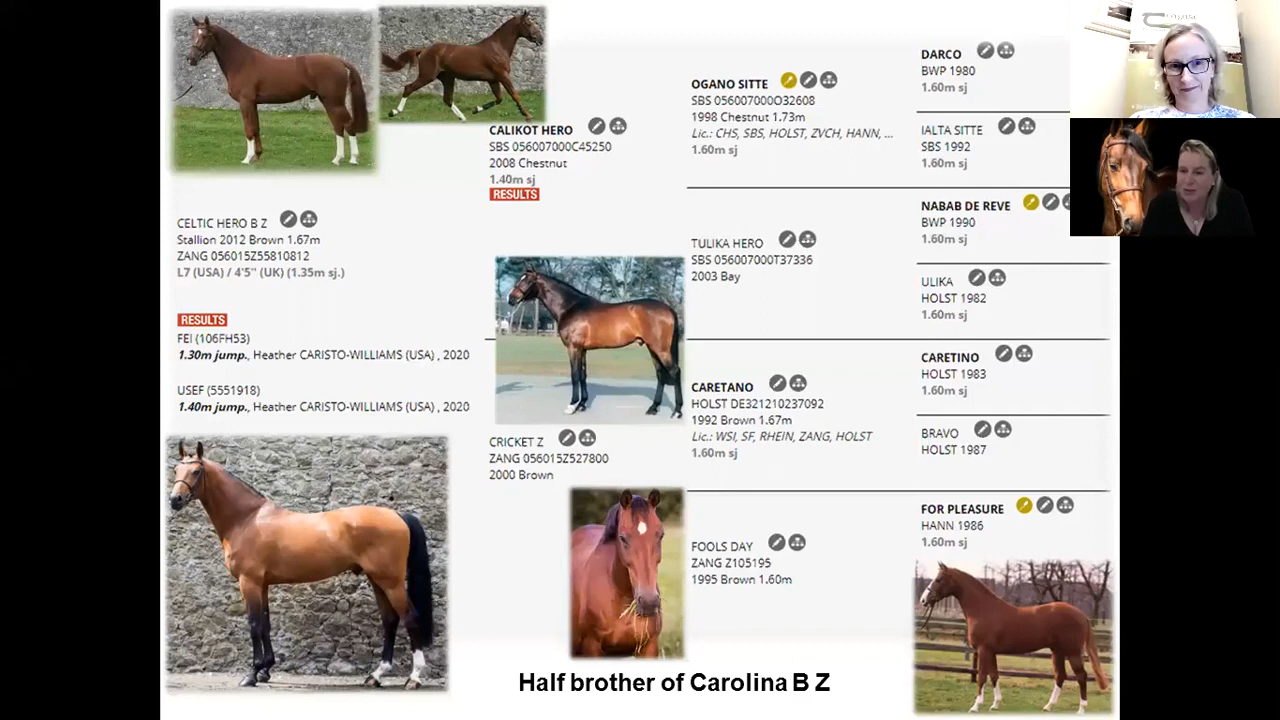 CELTIC HERO B Z
Stallion 2012 Brown 1.67m
ZANG 056015Z55810812
L7 (USA) / 4'5" (UK) (1.35m sj.)
RESULTS
FEI (106FH53)
1.30m jump., Heather CARISTO-WILLIAMS (USA) , 2020
USEF (5551918)
1.40m jump., Heather CARISTO-WILLIAMS (USA) , 2020
CALIKOT HERO
SBS 056007000C45250
2008 Chestnut
1.40m sj
RESULTS
CRICKET Z
ZANG 056015Z527800
2000 Brown
OGANO SITTE
SBS 056007000O32608
1998 Chestnut 1.73m
Lic.: CHS, SBS, HOLST, ZVCH, HANN, ...
1.60m sj
TULIKA HERO
SBS 056007000T37336
2003 Bay
CARETANO
HOLST DE321210237092
1992 Brown 1.67m
Lic.: WSI, SF, RHEIN, ZANG, HOLST
1.60m sj
FOOLS DAY
ZANG Z105195
1995 Brown 1.60m
DARCO
BWP 1980
1.60m sj
IALTA SITTE
SBS 1992
1.60m sj
NABAB DE REVE
BWP 1990
1.60m sj
ULIKA
HOLST 1982
1.60m sj
CARETINO
HOLST 1983
1.60m sj
BRAVO
HOLST 1987
FOR PLEASURE
HANN 1986
1.60m sj
Half brother of Carolina B Z